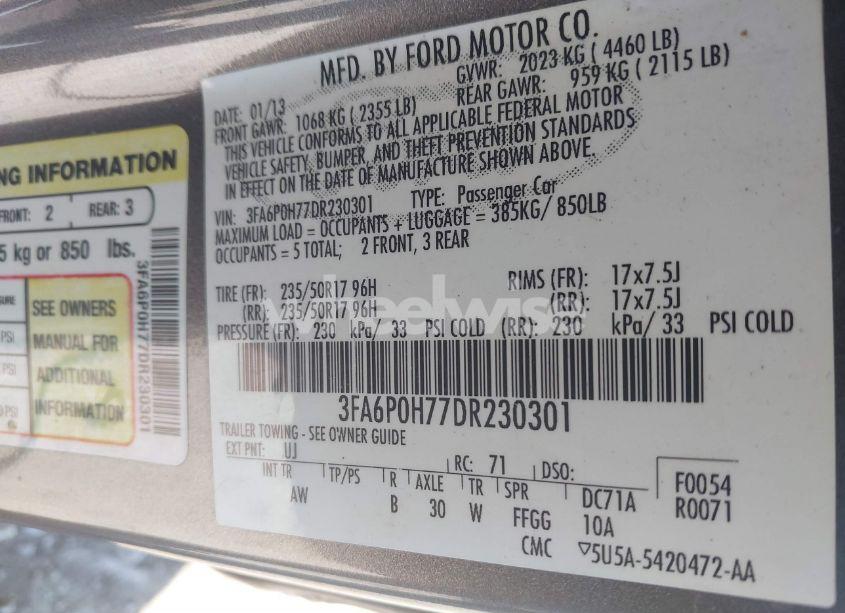 MFD. BY FORD MOTOR CO.
DATE: 01/13 GVWR: 2023 KG ( 4460 LB)
FRONT GAWR: 1068 KG ( 2355 LB) REAR GAWR: 959 KG ( 2115 LB)
THIS VEHICLE CONFORMS TO ALL APPLICABLE FEDERAL MOTOR
VEHICLE SAFETY, BUMPER, AND THEFT PREVENTION STANDARDS
IN EFFECT ON THE DATE OF MANUFACTURE SHOWN ABOVE.
VIN: 3FA6P0H77DR230301 TYPE: Passenger Car
MAXIMUM LOAD = OCCUPANTS + LUGGAGE = 385KG/ 850LB
OCCUPANTS = 5 TOTAL; 2 FRONT, 3 REAR
TIRE (FR): 235/50R17 96H RIMS (FR): 17x7.5J
(RR): 235/50R17 96H (RR): 17x7.5J
PRESSURE (FR): 230 kPa/ 33 PSI COLD (RR): 230 kPa/ 33 PSI COLD
3FA6P0H77DR230301
TRAILER TOWING - SEE OWNER GUIDE
EXT PNT: UJ RC: 71 DSO: F0054
INT TR TP/PS R AXLE TR SPR DC71A R0071
AW B 30 W FFGG 10A
CMC ▽5U5A-5420472-AA
NG INFORMATION
FRONT: 2 REAR: 3
5 kg or 850 lbs.
SURE SEE OWNERS
PSI MANUAL FOR
PSI ADDITIONAL
PSI INFORMATION
3FA6P0H77DR230301
wheelwis